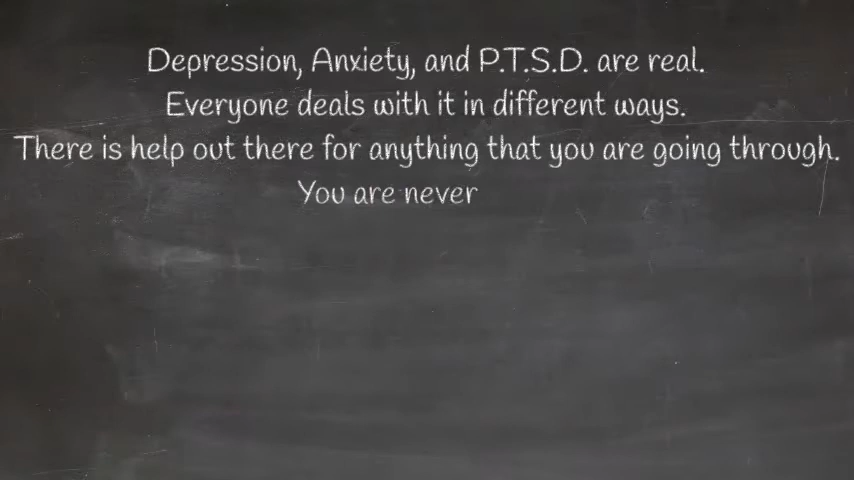 Depression, Anxiety, and P.T.S.D. are real.
Everyone deals with it in different ways.
There is help out there for anything that you are going through.
You are never